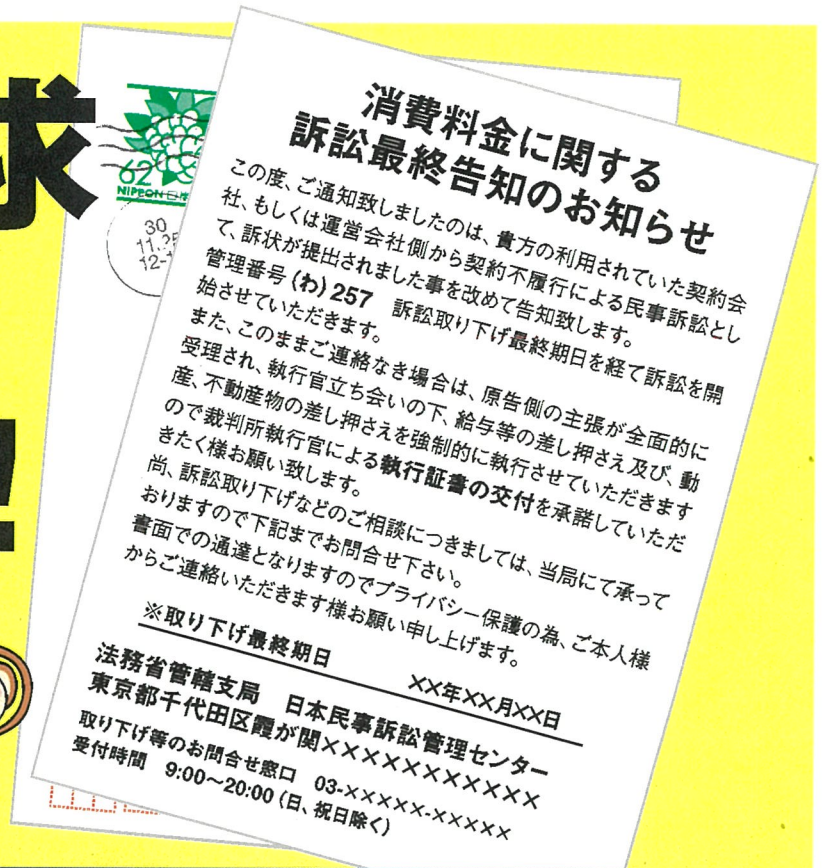 求
!
62
NIPPON
30
11.25
12-1
消費料金に関する
訴訟最終告知のお知らせ
この度、ご通知致しましたのは、貴方の利用されていた契約会
社、もしくは運営会社側から契約不履行による民事訴訟とし
て、訴状が提出されました事を改めて告知致します。
管理番号(わ)257 訴訟取り下げ最終期日を経て訴訟を開
始させていただきます。
また、このままご連絡なき場合は、原告側の主張が全面的に
受理され、執行官立ち会いの下、給与等の差し押さえ及び、動
産、不動産物の差し押さえを強制的に執行させていただきます
ので裁判所執行官による執行証書の交付を承諾していただ
きたく様お願い致します。
尚、訴訟取り下げなどのご相談につきましては、当局にて承って
おりますので下記までお問合せ下さい。
書面での通達となりますのでプライバシー保護の為、ご本人様
からご連絡いただきます様お願い申し上げます。
※取り下げ最終期日 ××年××月××日
法務省管轄支局 日本民事訴訟管理センター
東京都千代田区霞が関×××××××××××
取り下げ等のお問合せ窓口 03-×××××-×××××
受付時間 9:00~20:00(日、祝日除く)